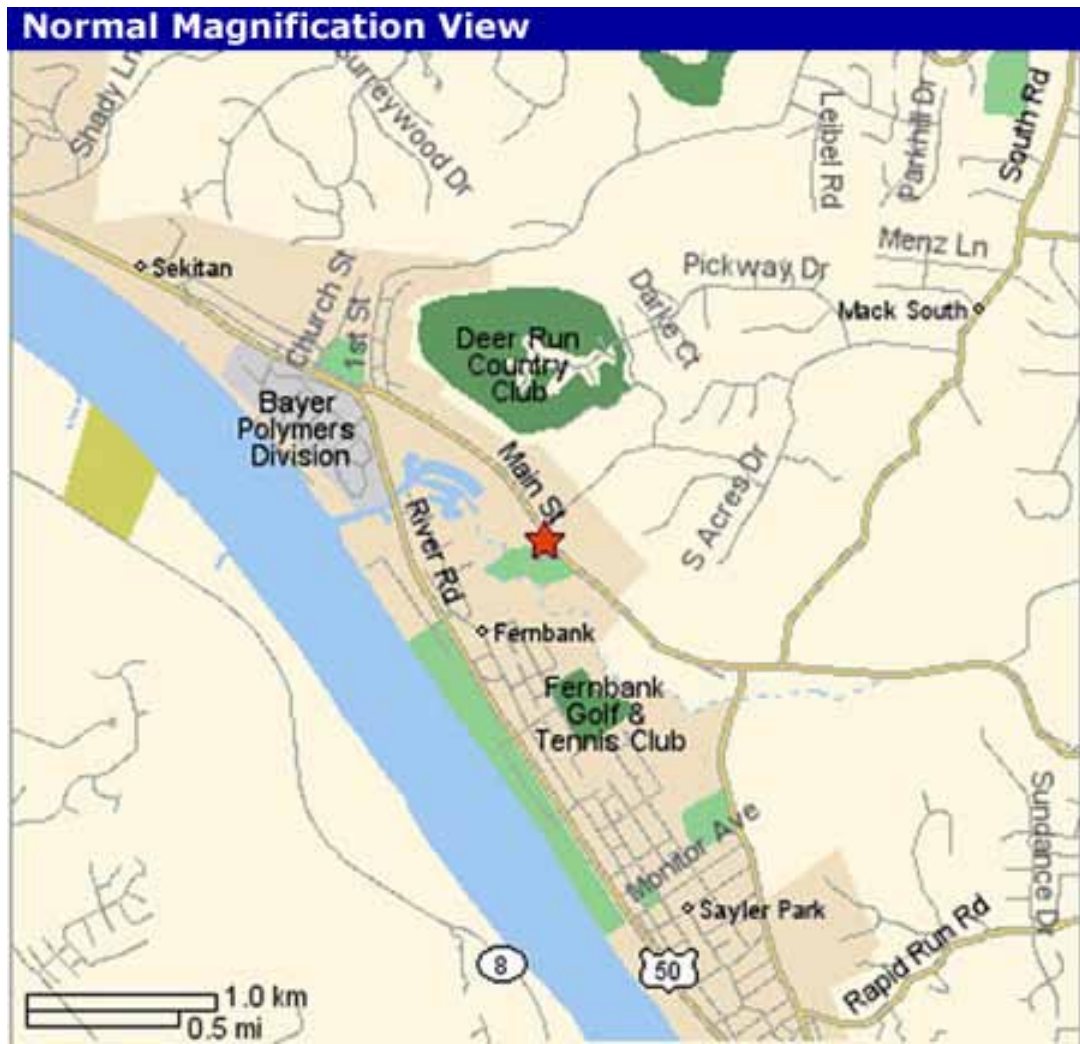 Normal Magnification View
Shady Ln
Surreywood Dr
Leibel Rd
Parkhill Dr
South Rd
Menz Ln
Pickway Dr
Sekitan
Church St
1st St
Darke Ct
Mack South
Deer Run
Country
Club
Bayer
Polymers
Division
Main St
S Acres Dr
River Rd
Fernbank
Fernbank
Golf &
Tennis Club
Monitor Ave
Sundance Dr
Sayler Park
Rapid Run Rd
8
50
1.0 km
0.5 mi